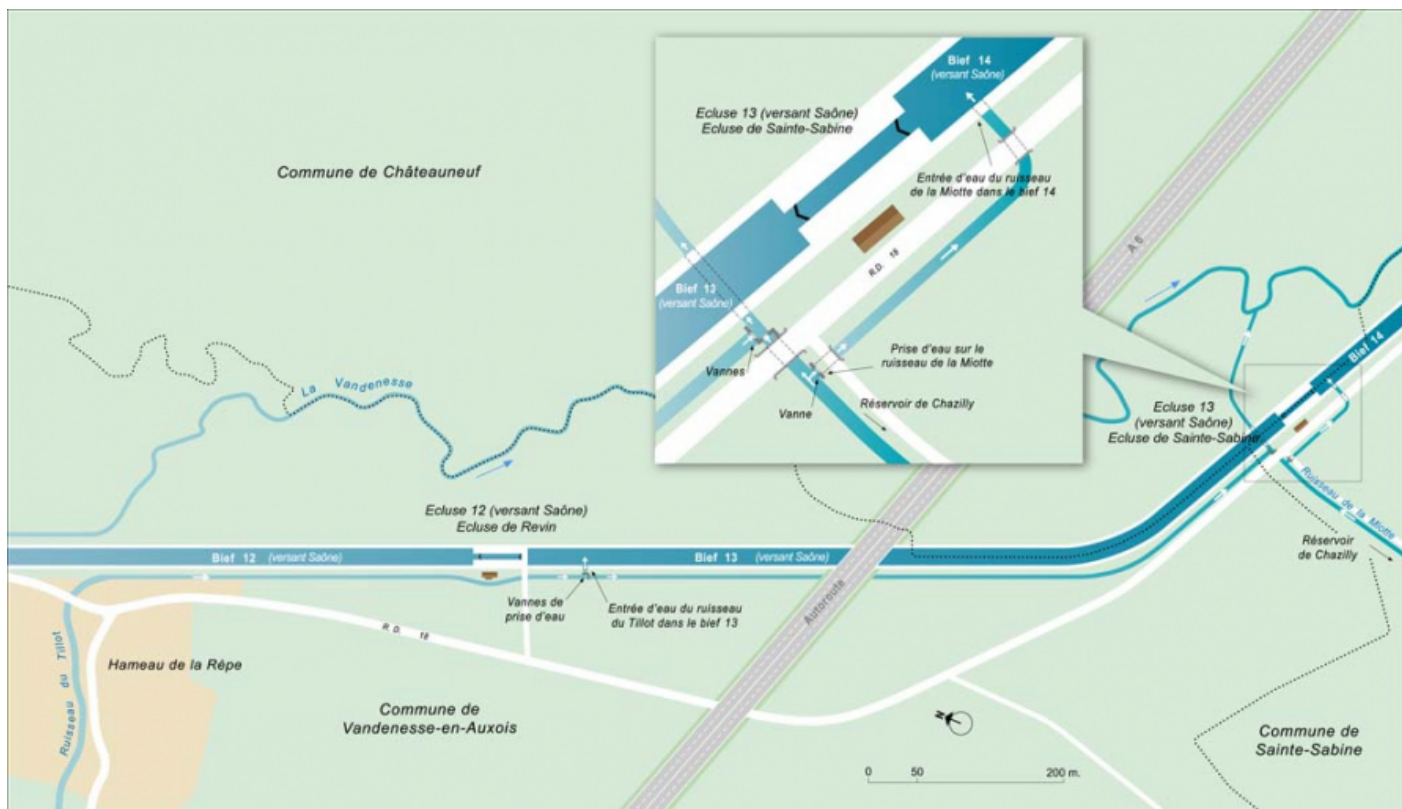 Commune de Châteauneuf
La Vandenesse
Bief 14
(versant Saône)
Ecluse 13 (versant Saône)
Ecluse de Sainte-Sabine
Entrée d'eau du ruisseau
de la Miotte dans le bief 14
R.D. 18
Bief 13
(versant Saône)
Vannes
Prise d'eau sur le
ruisseau de la Miotte
Vanne
Réservoir de Chazilly
A 6
Bief 14
Ecluse 13
(versant Saône)
Ecluse de Sainte-Sabine
Ruisseau de la Miotte
Réservoir
de Chazilly
Ecluse 12 (versant Saône)
Ecluse de Revin
Bief 12 (versant Saône)
Bief 13 (versant Saône)
Vannes de
prise d'eau
Entrée d'eau du ruisseau
du Tillot dans le bief 13
Autoroute
R.D. 18
Ruisseau du Tillot
Hameau de la Rêpe
Commune de
Vandenesse-en-Auxois
N
Commune de
Sainte-Sabine
0 50 200 m.